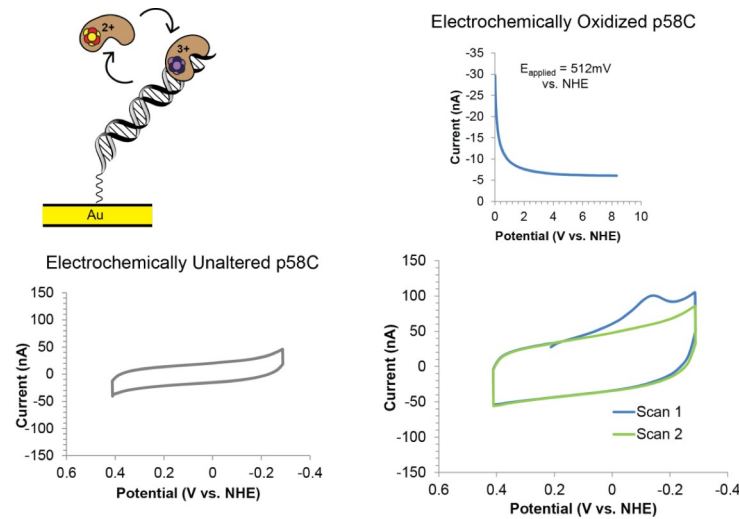 2+
3+
Au
Electrochemically Oxidized p58C
E_applied = 512mV
vs. NHE
Current (nA)
-35
-30
-25
-20
-15
-10
-5
0
0 2 4 6 8 10
Potential (V vs. NHE)
Electrochemically Unaltered p58C
Current (nA)
150
100
50
0
-50
-100
-150
0.6 0.4 0.2 0 -0.2 -0.4
Potential (V vs. NHE)
Current (nA)
150
100
50
0
-50
-100
-150
Scan 1
Scan 2
0.6 0.4 0.2 0 -0.2 -0.4
Potential (V vs. NHE)